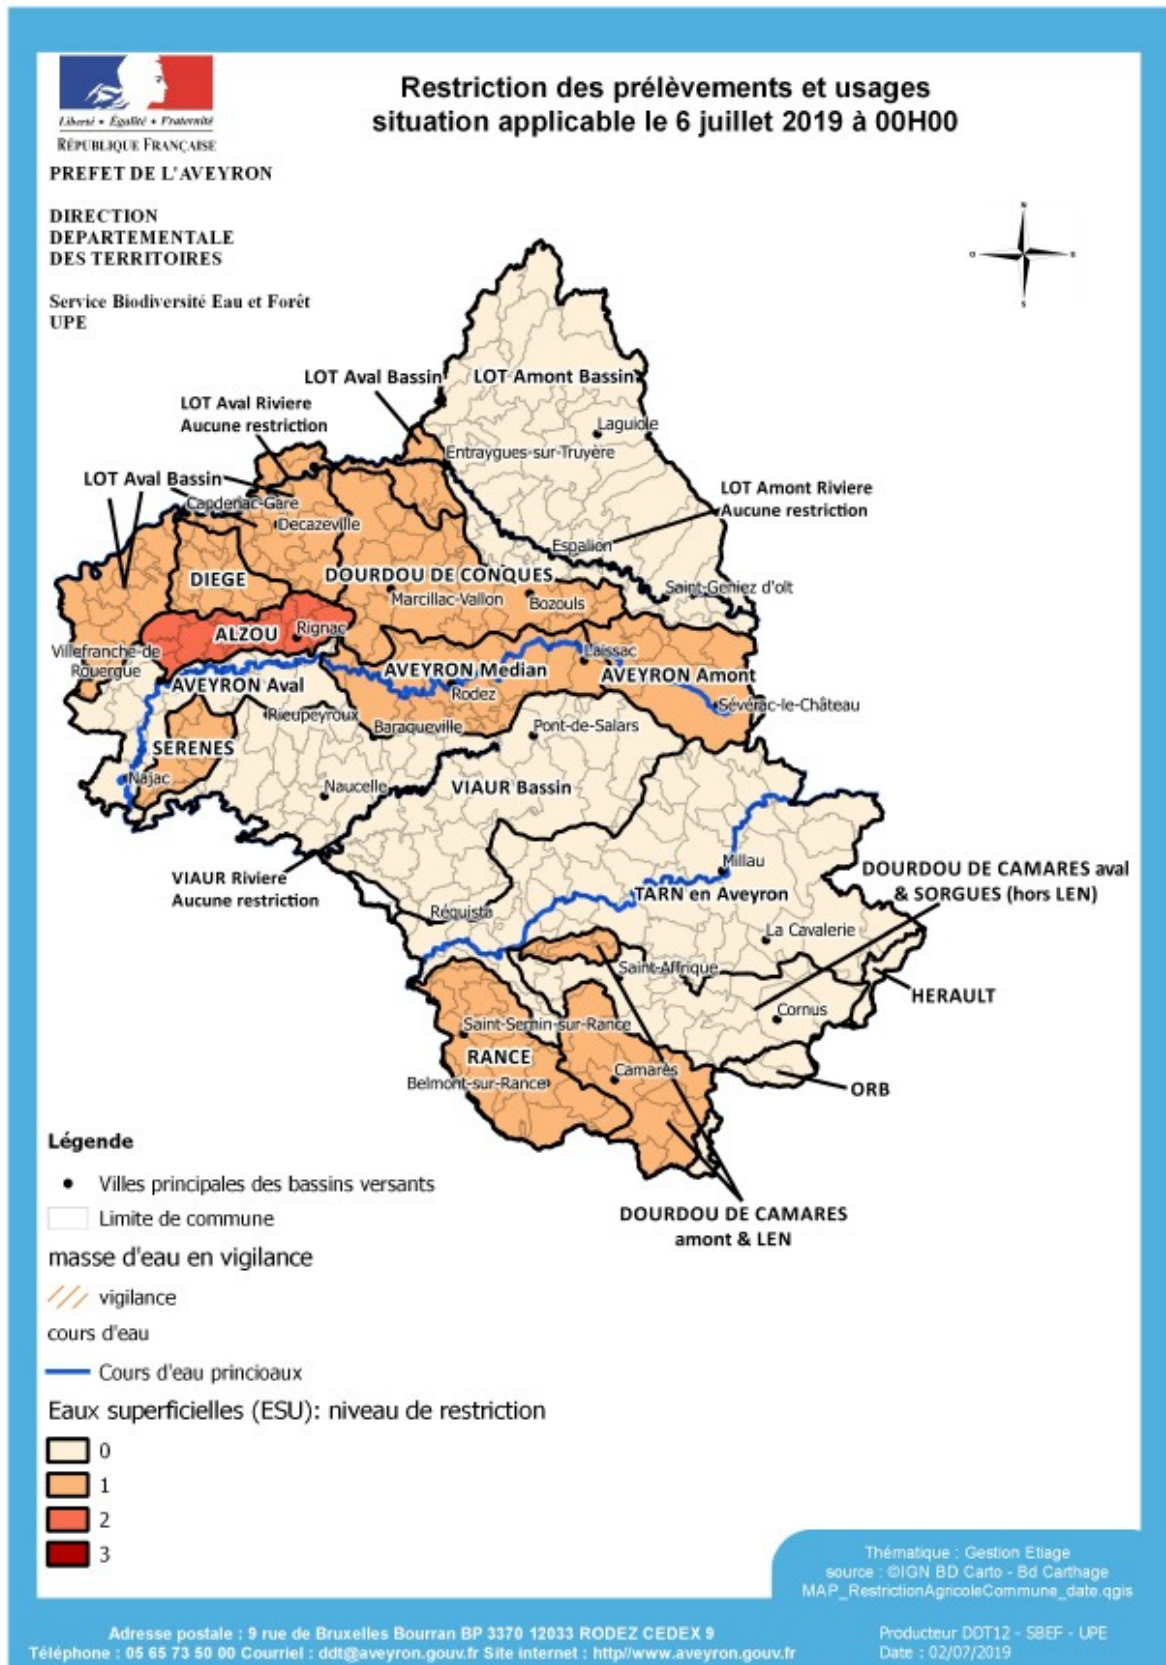 Restriction des prélèvements et usages
situation applicable le 6 juillet 2019 à 00H00
Liberté • Égalité • Fraternité
RÉPUBLIQUE FRANÇAISE
PREFET DE L'AVEYRON
DIRECTION
DEPARTEMENTALE
DES TERRITOIRES
Service Biodiversité Eau et Forêt
UPE
N
O
E
S
LOT Aval Bassin
LOT Amont Bassin
LOT Aval Riviere
Aucune restriction
Laguiole
Entraygues-sur-Truyère
LOT Aval Bassin
LOT Amont Riviere
Aucune restriction
Capdenac-Gare
Decazeville
Espalion
DIEGE
DOURDOU DE CONQUES
Saint-Geniez d'olt
Marcillac-Vallon
Bozouls
ALZOU
Rignac
Villefranche-de
Rouergue
Laissac
AVEYRON Médian
AVEYRON Amont
AVEYRON Aval
Rodez
Sévérac-le-Château
Rieupeyroux
Baraqueville
Pont-de-Salars
SERENES
Najac
Naucelle
VIAUR Bassin
VIAUR Riviere
Aucune restriction
Millau
DOURDOU DE CAMARES aval
& SORGUES (hors LEN)
TARN en Aveyron
Réquista
La Cavalerie
Saint-Affrique
HERAULT
Cornus
Saint-Sernin-sur-Rance
RANCE
Camarès
Belmont-sur-Rance
ORB
DOURDOU DE CAMARES
amont & LEN
Légende
Villes principales des bassins versants
Limite de commune
masse d'eau en vigilance
vigilance
cours d'eau
Cours d'eau princioaux
Eaux superficielles (ESU): niveau de restriction
0
1
2
3
Thématique : Gestion Etiage
source : ©IGN BD Carto - Bd Carthage
MAP_RestrictionAgricoleCommune_date.qgis
Adresse postale : 9 rue de Bruxelles Bourran BP 3370 12033 RODEZ CEDEX 9
Téléphone : 05 65 73 50 00 Courriel : ddt@aveyron.gouv.fr Site internet : http//www.aveyron.gouv.fr
Producteur DDT12 - SBEF - UPE
Date : 02/07/2019